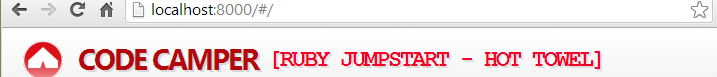 localhost:8000/#/
CODE CAMPER [RUBY JUMPSTART - HOT TOWEL]